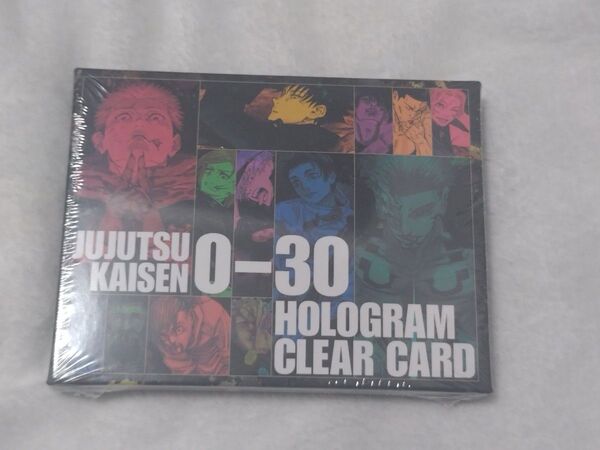 JUJUTSU
KAISEN 0-30
HOLOGRAM
CLEAR CARD